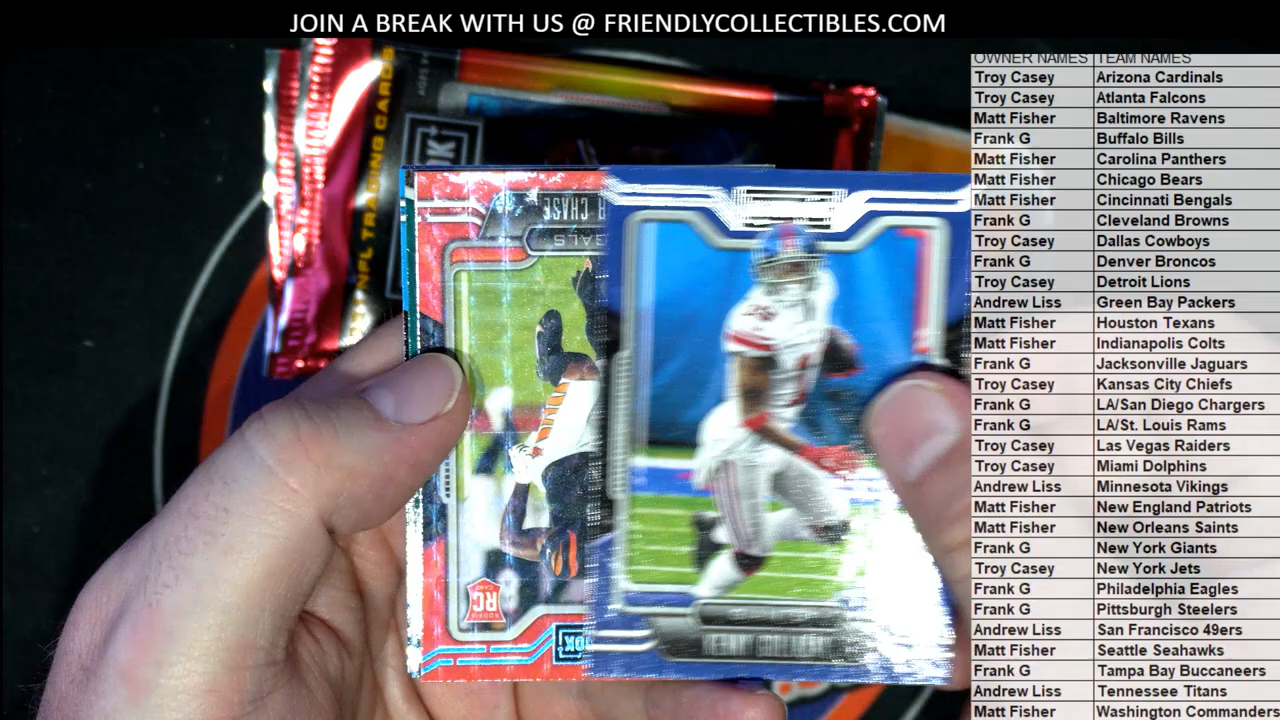 JOIN A BREAK WITH US @ FRIENDLYCOLLECTIBLES.COM
OWNER NAMES TEAM NAMES
Troy Casey Arizona Cardinals
Troy Casey Atlanta Falcons
Matt Fisher Baltimore Ravens
Frank G Buffalo Bills
Matt Fisher Carolina Panthers
Matt Fisher Chicago Bears
Matt Fisher Cincinnati Bengals
Frank G Cleveland Browns
Troy Casey Dallas Cowboys
Frank G Denver Broncos
Troy Casey Detroit Lions
Andrew Liss Green Bay Packers
Matt Fisher Houston Texans
Matt Fisher Indianapolis Colts
Frank G Jacksonville Jaguars
Troy Casey Kansas City Chiefs
Frank G LA/San Diego Chargers
Frank G LA/St. Louis Rams
Troy Casey Las Vegas Raiders
Troy Casey Miami Dolphins
Andrew Liss Minnesota Vikings
Matt Fisher New England Patriots
Matt Fisher New Orleans Saints
Frank G New York Giants
Troy Casey New York Jets
Frank G Philadelphia Eagles
Frank G Pittsburgh Steelers
Andrew Liss San Francisco 49ers
Matt Fisher Seattle Seahawks
Frank G Tampa Bay Buccaneers
Andrew Liss Tennessee Titans
Matt Fisher Washington Commanders
NFL TRADING CARDS
R CHASE
GALS
RC